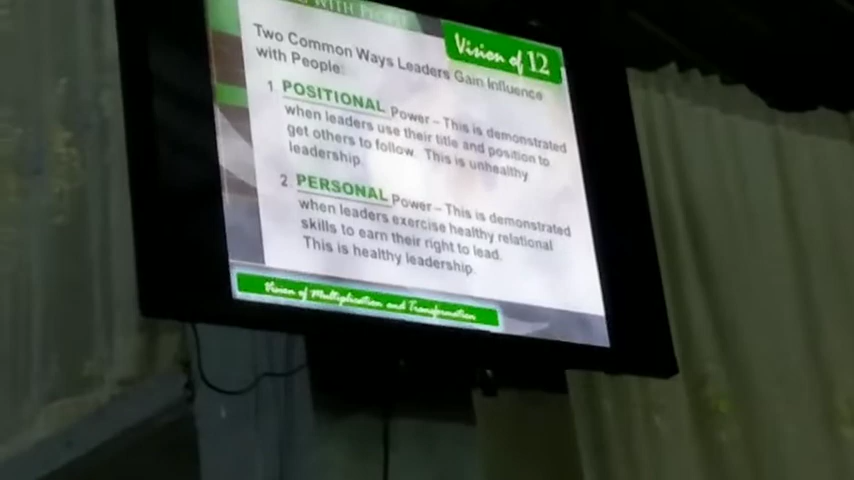 WITH PEOPLE
Vision of 12
Two Common Ways Leaders Gain Influence
with People:
1. POSITIONAL Power – This is demonstrated
when leaders use their title and position to
get others to follow. This is unhealthy
leadership.
2. PERSONAL Power – This is demonstrated
when leaders exercise healthy relational
skills to earn their right to lead.
This is healthy leadership.
Vision of Multiplication and Transformation